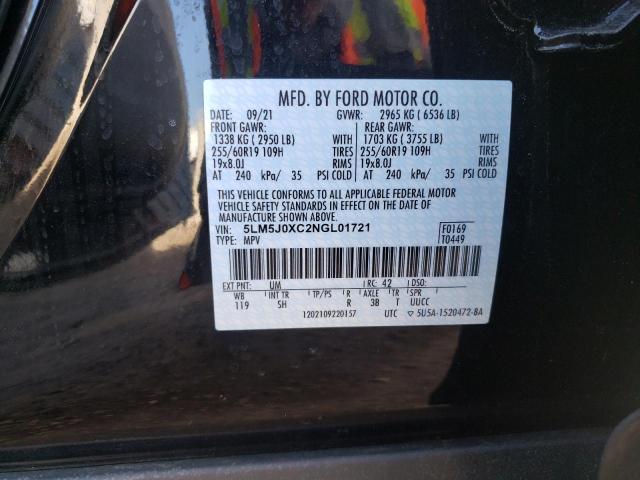 MFD. BY FORD MOTOR CO.
DATE: 09/21 GVWR: 2965 KG ( 6536 LB)
FRONT GAWR: REAR GAWR:
1338 KG ( 2950 LB) WITH 1703 KG ( 3755 LB) WITH
255/60R19 109H TIRES 255/60R19 109H TIRES
19x8.0J RIMS 19x8.0J RIMS
AT 240 kPa/ 35 PSI COLD AT 240 kPa/ 35 PSI COLD
THIS VEHICLE CONFORMS TO ALL APPLICABLE FEDERAL MOTOR
VEHICLE SAFETY STANDARDS IN EFFECT ON THE DATE OF
MANUFACTURE SHOWN ABOVE.
VIN: 5LM5J0XC2NGL01721 F0169
TYPE: MPV T0449
EXT PNT: UM RC: 42 DSO:
WB INT TR TP/PS R AXLE TR SPR
119 SH R 3B T UUCC
1202109220157 UTC 5U5A-1520472-BA